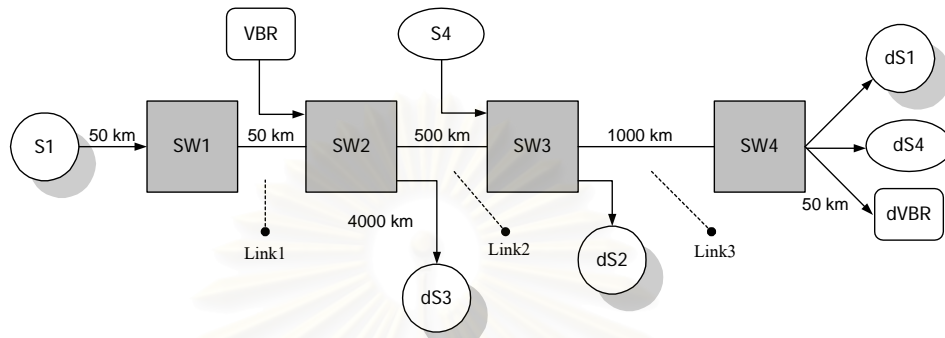 VBR
S4
dS1
50 km
50 km
500 km
1000 km
S1
SW1
SW2
SW3
SW4
dS4
50 km
4000 km
dVBR
Link1
Link2
Link3
dS2
dS3